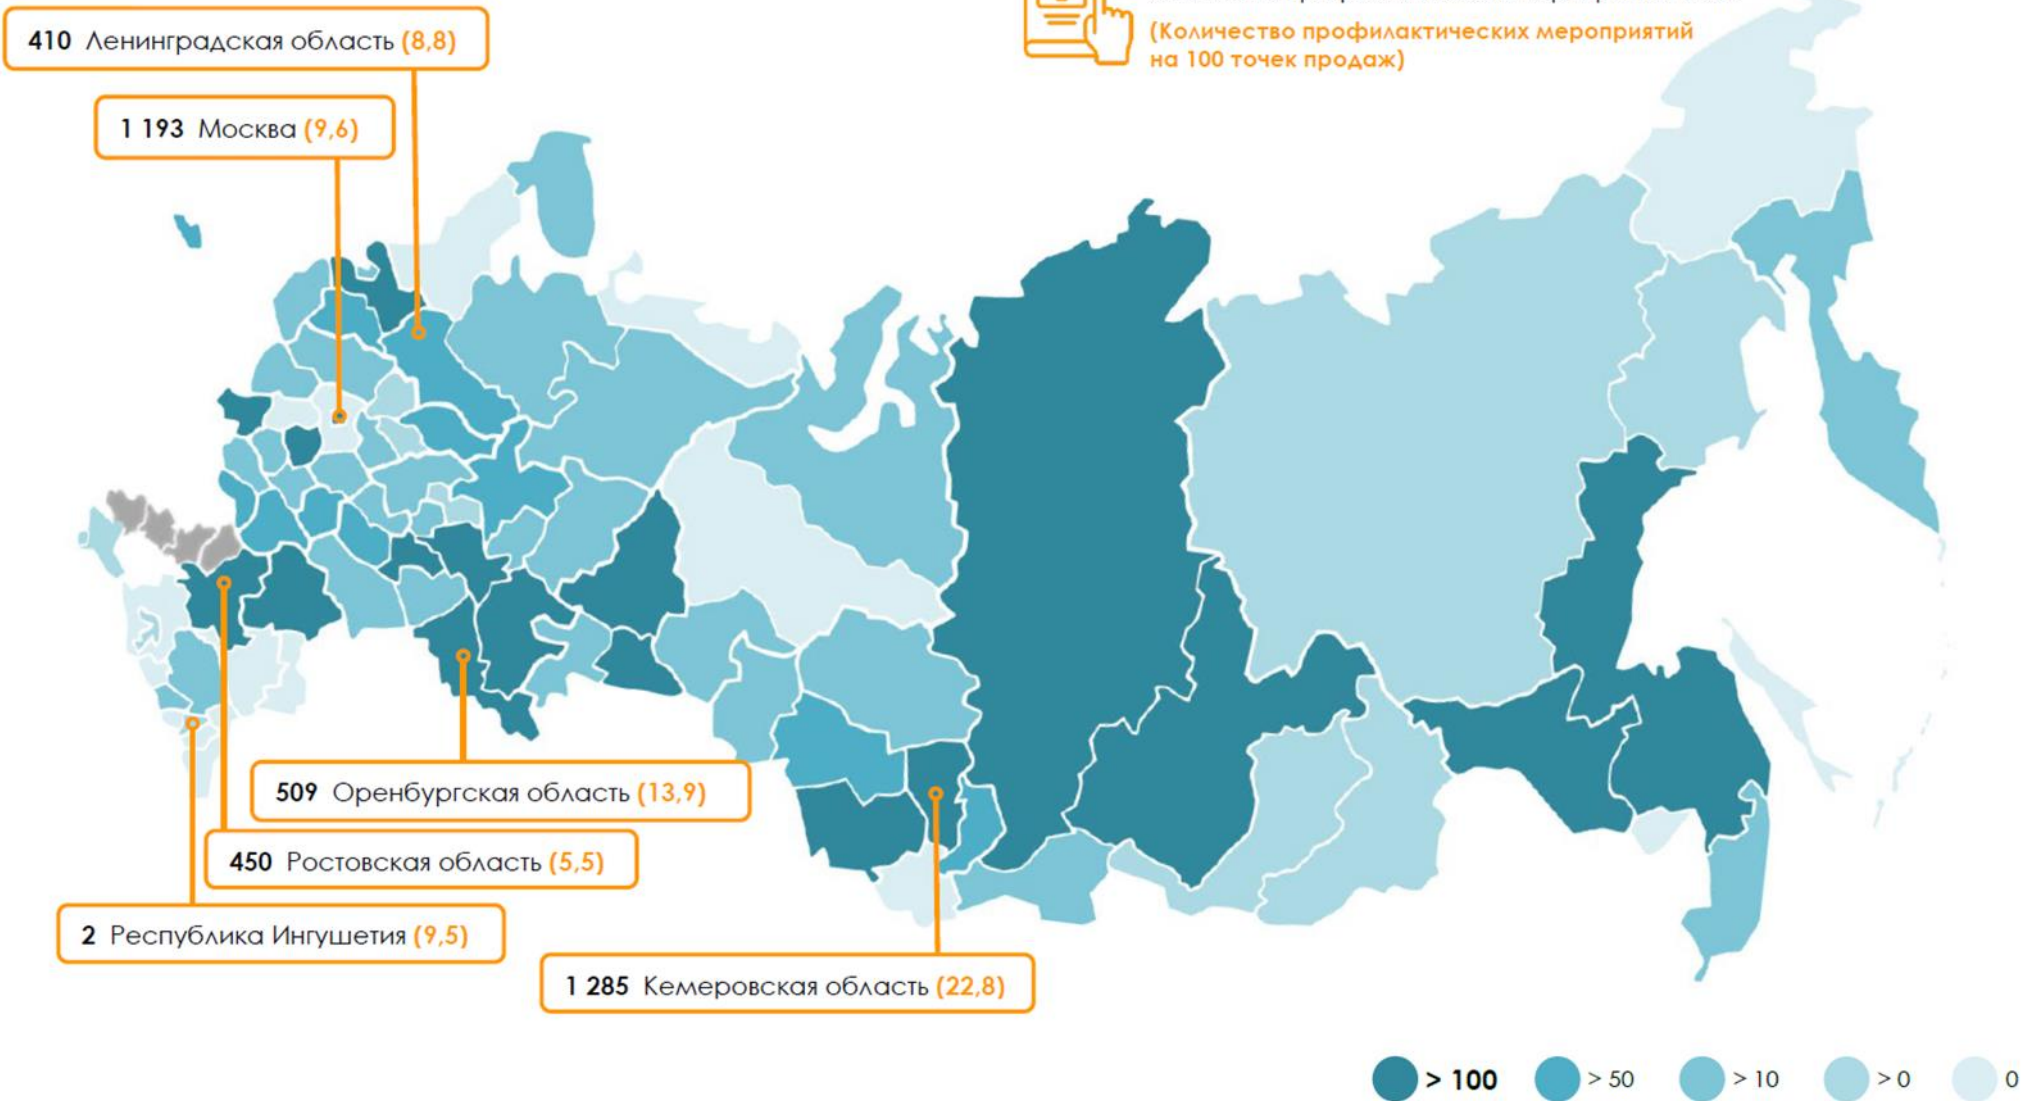 (Количество профилактических мероприятий
на 100 точек продаж)
410 Ленинградская область (8,8)
1 193 Москва (9,6)
509 Оренбургская область (13,9)
450 Ростовская область (5,5)
2 Республика Ингушетия (9,5)
1 285 Кемеровская область (22,8)
> 100
> 50
> 10
> 0
0